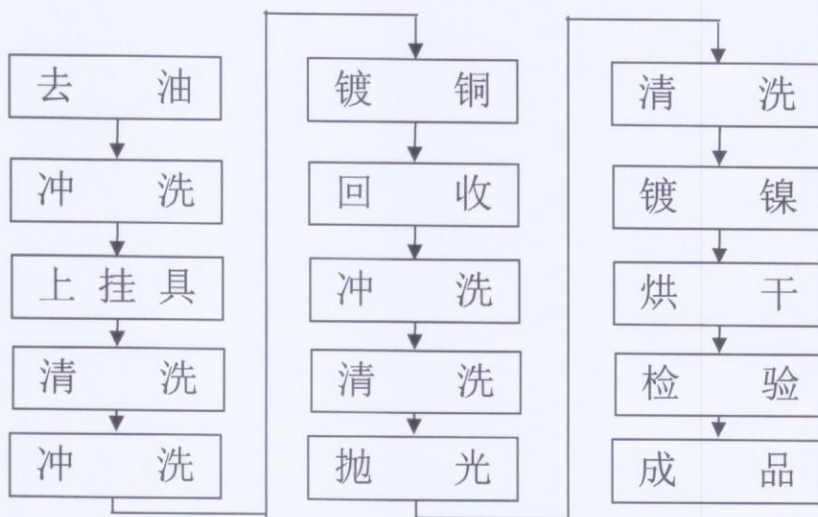 去 油
冲 洗
上 挂 具
清 洗
冲 洗
镀 铜
回 收
冲 洗
清 洗
抛 光
清 洗
镀 镍
烘 干
检 验
成 品